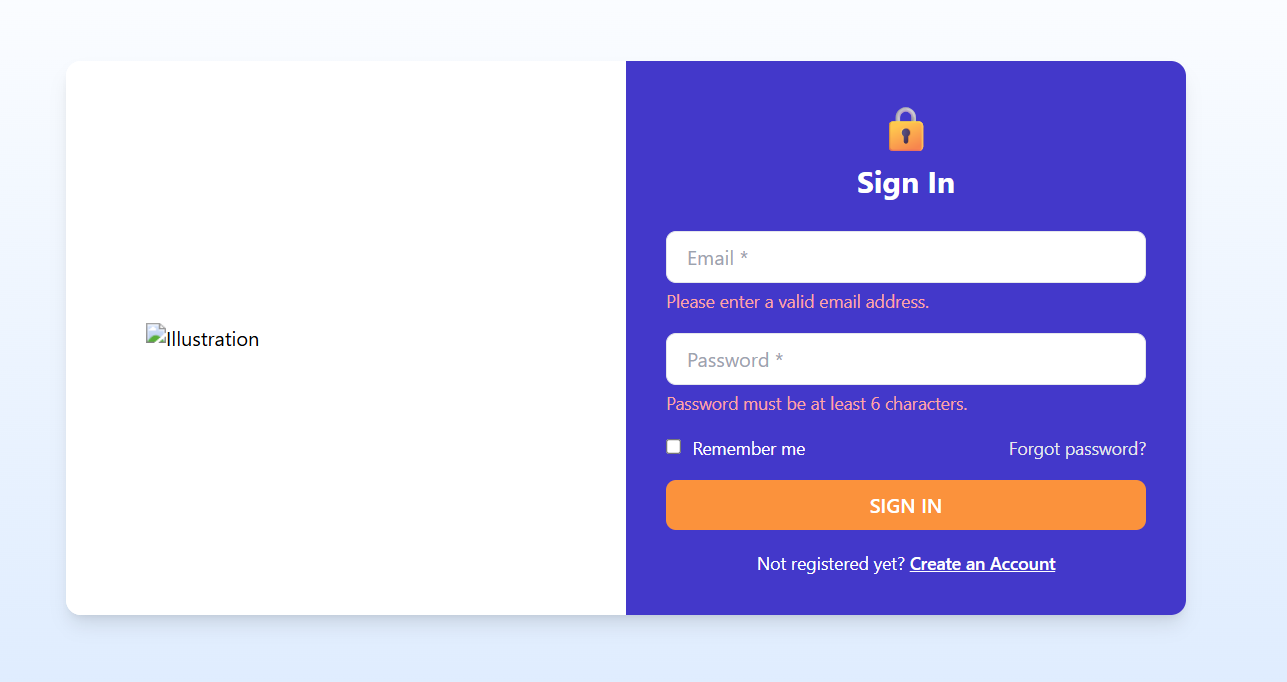 Illustration
Sign In
Email *
Please enter a valid email address.
Password *
Password must be at least 6 characters.
Remember me
Forgot password?
SIGN IN
Not registered yet? Create an Account